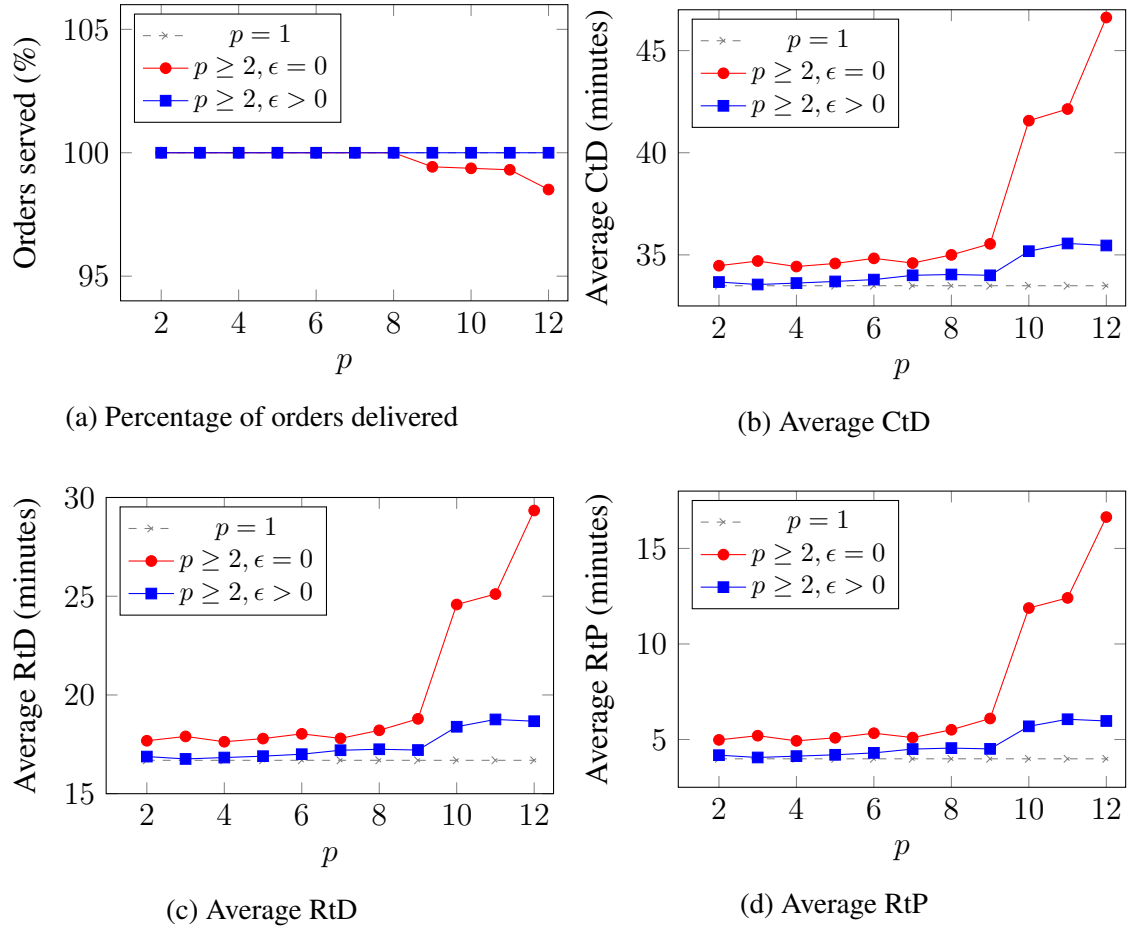 Orders served (%)
105
100
95
p = 1
p ≥ 2, ϵ = 0
p ≥ 2, ϵ > 0
2 4 6 8 10 12
p
(a) Percentage of orders delivered
Average CtD (minutes)
45
40
35
p = 1
p ≥ 2, ϵ = 0
p ≥ 2, ϵ > 0
2 4 6 8 10 12
p
(b) Average CtD
Average RtD (minutes)
30
25
20
15
p = 1
p ≥ 2, ϵ = 0
p ≥ 2, ϵ > 0
2 4 6 8 10 12
p
(c) Average RtD
Average RtP (minutes)
15
10
5
p = 1
p ≥ 2, ϵ = 0
p ≥ 2, ϵ > 0
2 4 6 8 10 12
p
(d) Average RtP